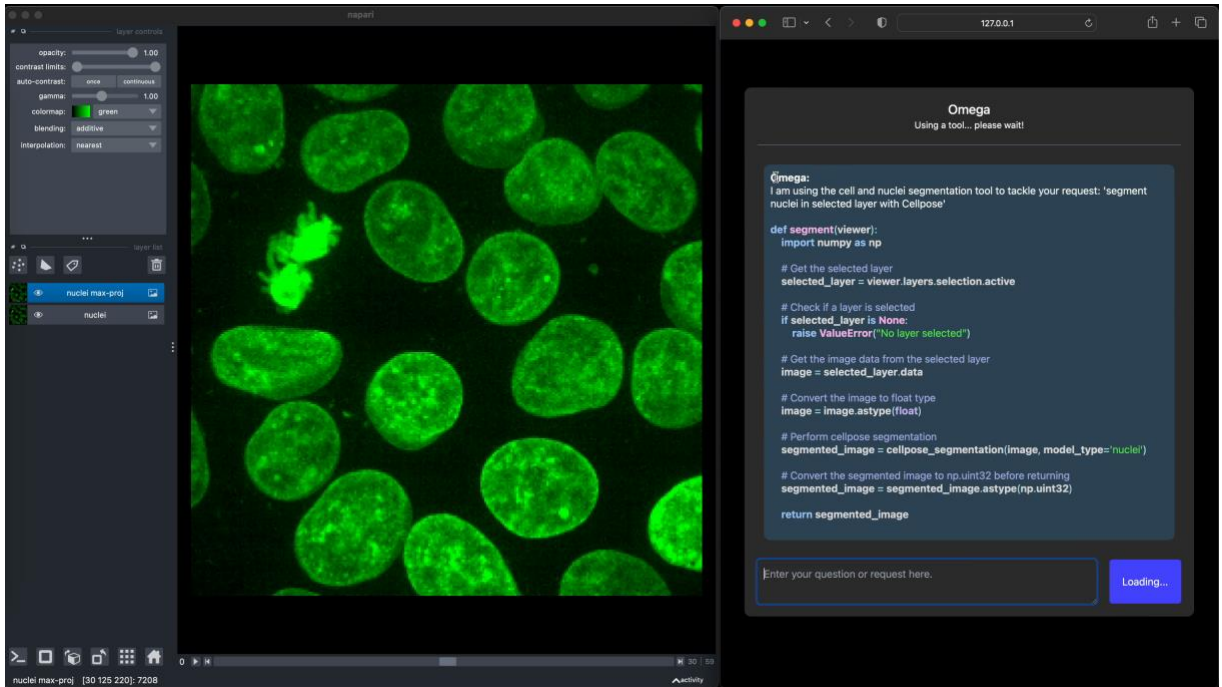 napari
layer controls
opacity: 1.00
contrast limits:
auto-contrast: once continuous
gamma: 1.00
colormap: green
blending: additive
interpolation: nearest
layer list
nuclei max-proj
nuclei
0 30 59
nuclei max-proj [30 125 220]: 7208
activity
127.0.0.1
Omega
Using a tool... please wait!
Omega:
I am using the cell and nuclei segmentation tool to tackle your request: 'segment
nuclei in selected layer with Cellpose'
def segment(viewer):
import numpy as np
# Get the selected layer
selected_layer = viewer.layers.selection.active
# Check if a layer is selected
if selected_layer is None:
raise ValueError("No layer selected")
# Get the image data from the selected layer
image = selected_layer.data
# Convert the image to float type
image = image.astype(float)
# Perform cellpose segmentation
segmented_image = cellpose_segmentation(image, model_type='nuclei')
# Convert the segmented image to np.uint32 before returning
segmented_image = segmented_image.astype(np.uint32)
return segmented_image
Enter your question or request here.
Loading...